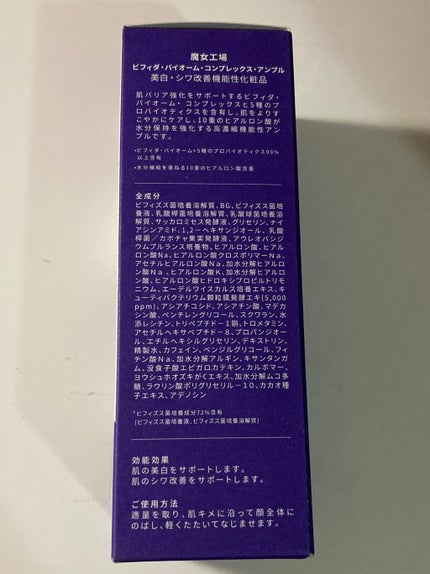 魔女工場
ビフィダ・バイオーム・コンプレックス・アンプル
美白・シワ改善機能性化粧品
肌バリア強化をサポートするビフィダ・
バイオーム・コンプレックスと5種のプ
ロバイオティクスを含有し、肌をよりす
こやかにケアし、10重のヒアルロン酸が
水分保持を強化する高濃縮機能性アン
プルです。
・ビフィダ・バイオーム・5種のプロバイオティクス90%
以上含有
・水分補給を重ねる10重のヒアルロン酸含量
全成分
ビフィズス菌培養溶解質、BG、ビフィズス菌培
養液、乳酸桿菌培養溶解質、乳酸球菌培養溶
解質、サッカロミセス発酵液、グリセリン、ナイ
アシンアミド、1,2-ヘキサンジオール、乳酸
桿菌/カボチャ果実発酵液、アウレオバシジ
ウムプルランス培養物、ヒアルロン酸、ヒアル
ロン酸Na、ヒアルロン酸クロスポリマーNa、
アセチルヒアルロン酸Na、加水分解ヒアルロ
ン酸Na、ヒアルロン酸K、加水分解ヒアルロ
ン酸、ヒアルロン酸ヒドロキシプロピルトリモ
ニウム、エーデルワイスカルス培養エキス、キ
ューティバクテリウム顆粒膜発酵エキ(5,000
ppm)、アシアチコシド、アシアチン酸、マデカ
シン酸、ペンチレングリコール、スクワラン、水
添レシチン、トリペプチド-1銅、トロメタミン、
アセチルヘキサペプチド-8、プロパンジオー
ル、エチルヘキシルグリセリン、デキストリン、
精製水、カフェイン、ペンジルグリコール、フィ
チン酸Na、加水分解アルギン、キサンタンガ
ム、没食子酸エピガロカテキン、カルボマー、
ヨウシュホオズキがくエキス、加水分解ムコ多
糖、ラウリン酸ポリグリセリル-10、カカオ種
子エキス、アデノシン
*ビフィズス菌培養成分72%含有
(ビフィズス菌培養液、ビフィズス菌培養溶解質)
効能効果
肌の美白をサポートします。
肌のシワ改善をサポートします。
ご使用方法
適量を取り、肌キメに沿って顔全体に
のばし、軽くたたいてなじませます。